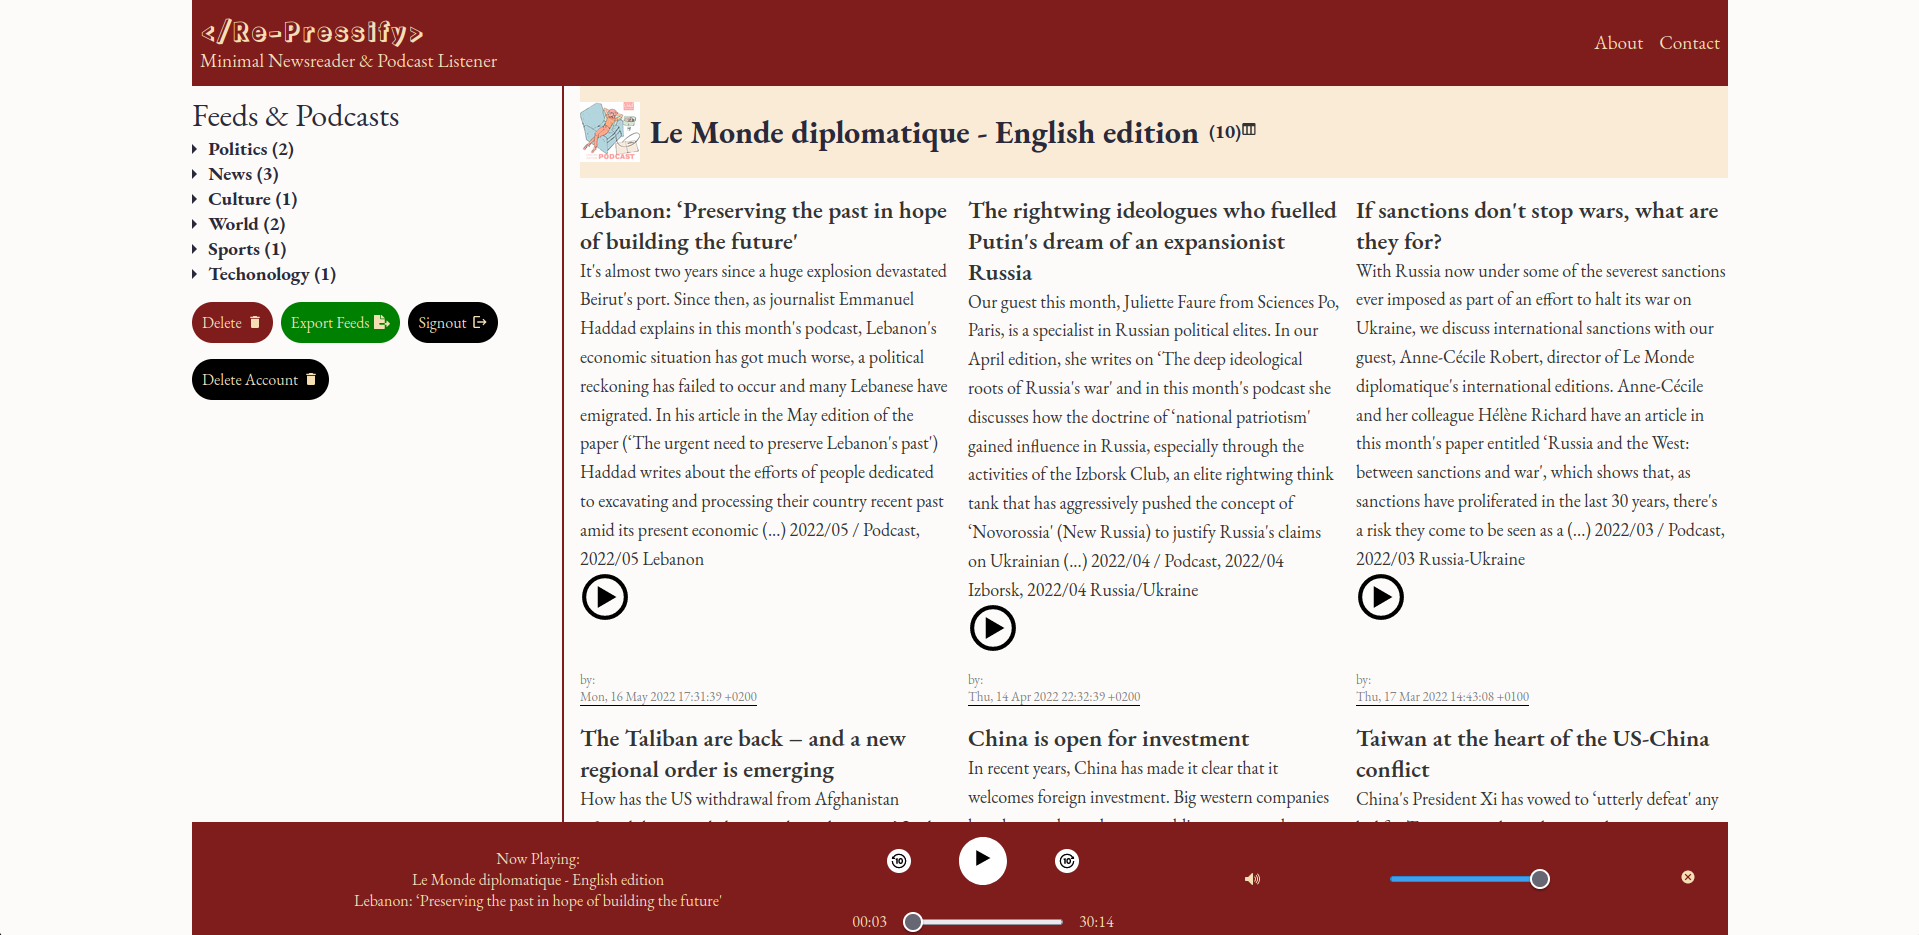 </Re-Pressify>
Minimal Newsreader & Podcast Listener
About Contact
Feeds & Podcasts
Politics (2)
News (3)
Culture (1)
World (2)
Sports (1)
Techonology (1)
Delete
Export Feeds
Signout
Delete Account
PODCAST
Le Monde diplomatique - English edition (10)
Lebanon: ‘Preserving the past in hope
of building the future'
It's almost two years since a huge explosion devastated
Beirut's port. Since then, as journalist Emmanuel
Haddad explains in this month's podcast, Lebanon's
economic situation has got much worse, a political
reckoning has failed to occur and many Lebanese have
emigrated. In his article in the May edition of the
paper (‘The urgent need to preserve Lebanon's past')
Haddad writes about the efforts of people dedicated
to excavating and processing their country recent past
amid its present economic (...) 2022/05 / Podcast,
2022/05 Lebanon
by:
Mon, 16 May 2022 17:31:39 +0200
The rightwing ideologues who fuelled
Putin's dream of an expansionist
Russia
Our guest this month, Juliette Faure from Sciences Po,
Paris, is a specialist in Russian political elites. In our
April edition, she writes on ‘The deep ideological
roots of Russia's war' and in this month's podcast she
discusses how the doctrine of ‘national patriotism'
gained influence in Russia, especially through the
activities of the Izborsk Club, an elite rightwing think
tank that has aggressively pushed the concept of
‘Novorossia' (New Russia) to justify Russia's claims
on Ukrainian (...) 2022/04 / Podcast, 2022/04
Izborsk, 2022/04 Russia/Ukraine
by:
Thu, 14 Apr 2022 22:32:39 +0200
If sanctions don't stop wars, what are
they for?
With Russia now under some of the severest sanctions
ever imposed as part of an effort to halt its war on
Ukraine, we discuss international sanctions with our
guest, Anne-Cécile Robert, director of Le Monde
diplomatique's international editions. Anne-Cécile
and her colleague Hélène Richard have an article in
this month's paper entitled ‘Russia and the West:
between sanctions and war', which shows that, as
sanctions have proliferated in the last 30 years, there's
a risk they come to be seen as a (...) 2022/03 / Podcast,
2022/03 Russia-Ukraine
by:
Thu, 17 Mar 2022 14:43:08 +0100
The Taliban are back – and a new
regional order is emerging
How has the US withdrawal from Afghanistan
China is open for investment
In recent years, China has made it clear that it
welcomes foreign investment. Big western companies
Taiwan at the heart of the US-China
conflict
China's President Xi has vowed to ‘utterly defeat' any
Now Playing:
Le Monde diplomatique - English edition
Lebanon: ‘Preserving the past in hope of building the future'
10
10
00:03
30:14